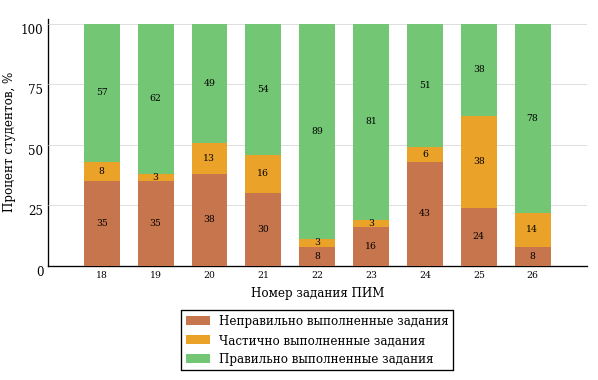 100
75
50
25
0
Процент студентов, %
57 62 49 54 89 81 51 38 78
8 3 13 16 3 3 6 38 14
35 35 38 30 8 16 43 24 8
18 19 20 21 22 23 24 25 26
Номер задания ПИМ
Неправильно выполненные задания
Частично выполненные задания
Правильно выполненные задания